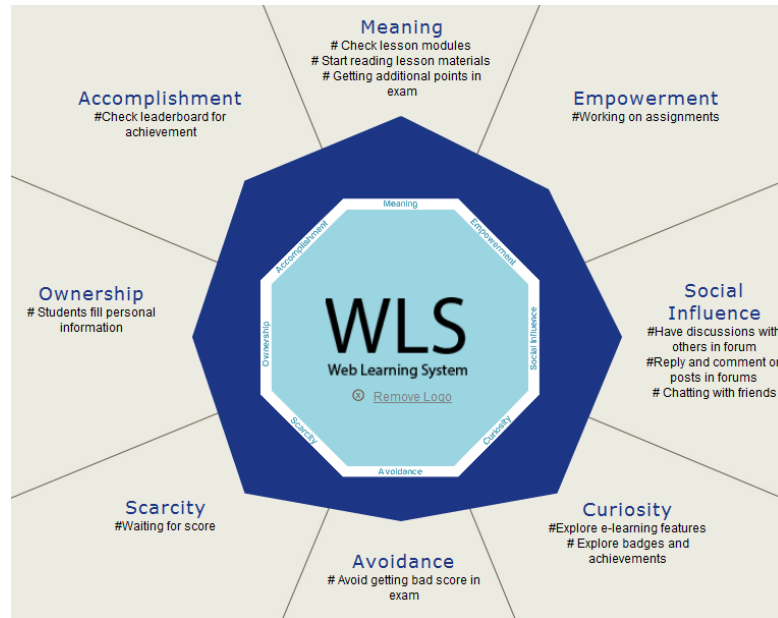 Meaning
# Check lesson modules
# Start reading lesson materials
# Getting additional points in
exam
Accomplishment
#Check leaderboard for
achievement
Empowerment
#Working on assignments
Ownership
# Students fill personal
information
Social
Influence
#Have discussions with
others in forum
#Reply and comment on
posts in forums
# Chatting with friends
Scarcity
#Waiting for score
Avoidance
# Avoid getting bad score in
exam
Curiosity
#Explore e-learning features
# Explore badges and
achievements
Meaning
Accomplishment
Empowerment
Ownership
Social Influence
Scarcity
Curiosity
Avoidance
WLS
Web Learning System
Remove Logo